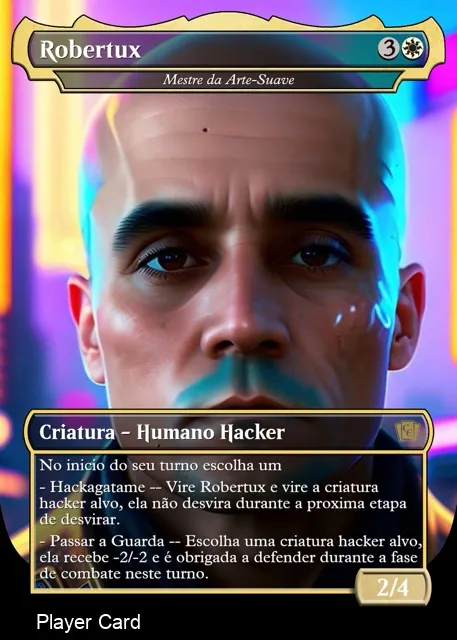 Robertux 3
Mestre da Arte-Suave
Criatura – Humano Hacker
No inicio do seu turno escolha um
- Hackagatame -- Vire Robertux e vire a criatura
hacker alvo, ela não desvira durante a proxima etapa
de desvirar.
- Passar a Guarda -- Escolha uma criatura hacker alvo,
ela recebe -2/-2 e é obrigada a defender durante a fase
de combate neste turno.
2/4
Player Card